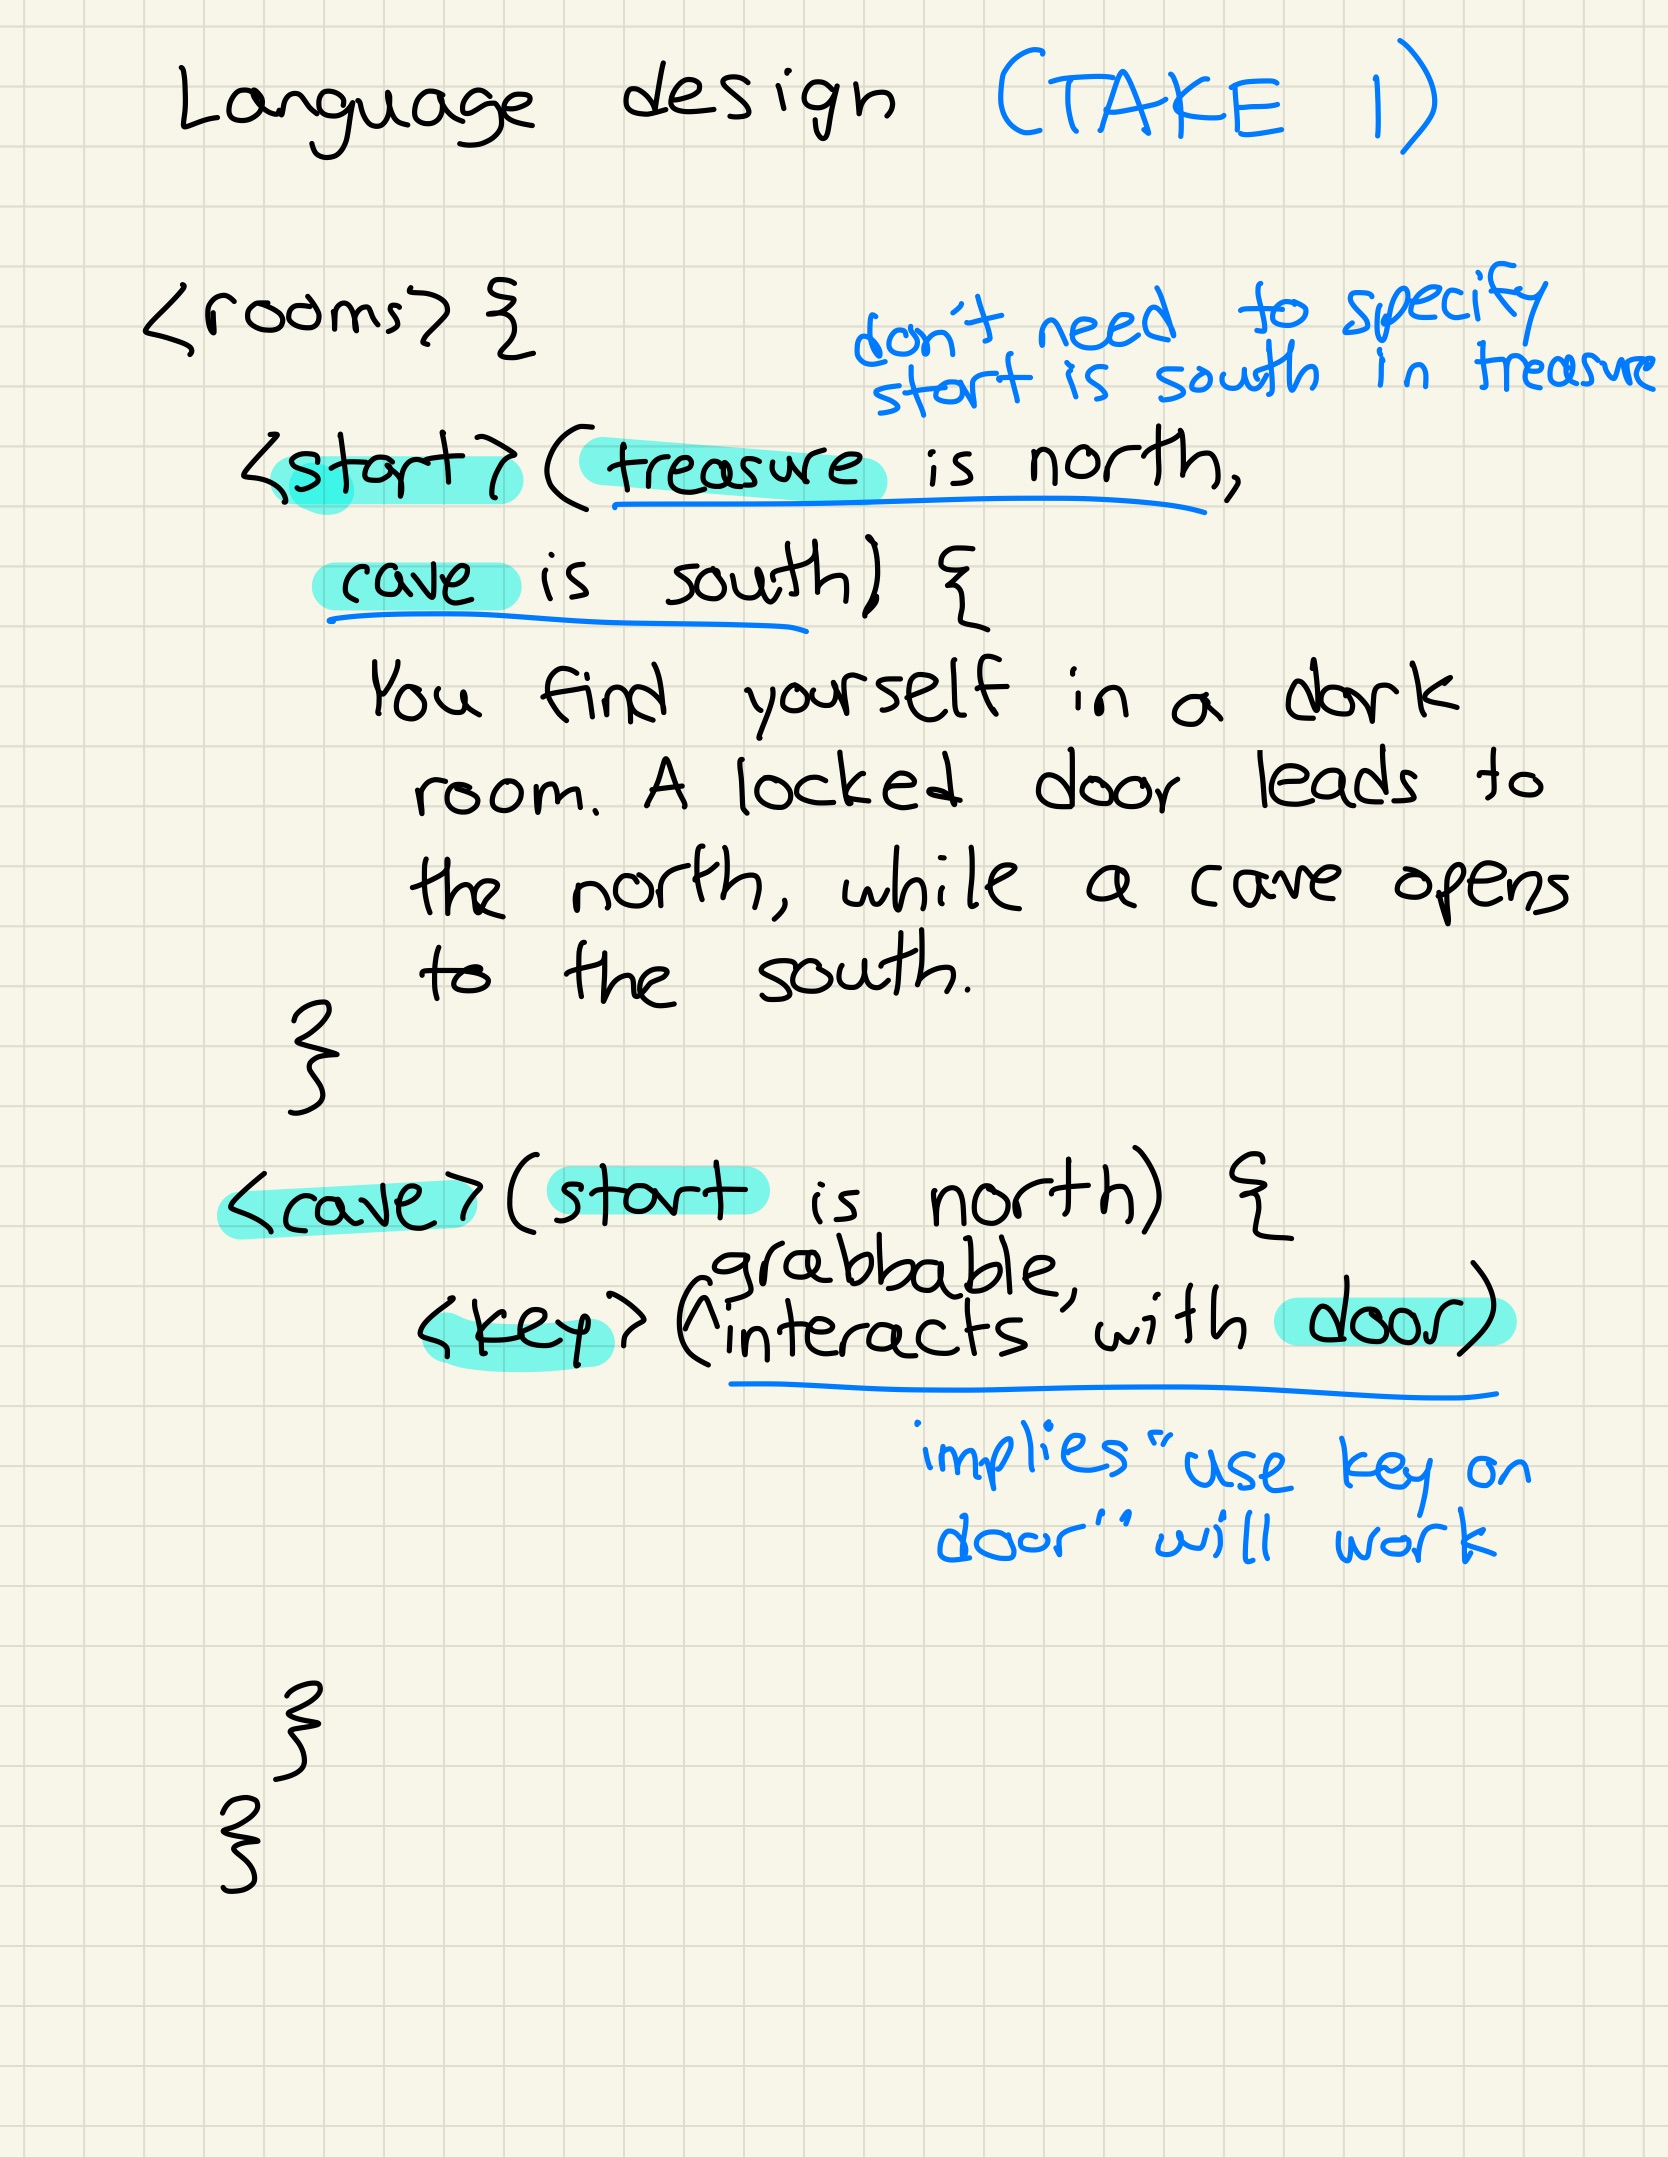 Language design (TAKE 1)
<rooms> {
don't need to specify
start is south in treasure
<start> (treasure is north,
cave is south) {
You find yourself in a dark
room. A locked door leads to
the north, while a cave opens
to the south.
}
<cave> (start is north) {
grabbable,
<key> (^interacts with door)
implies "use key on
door" will work
}
}